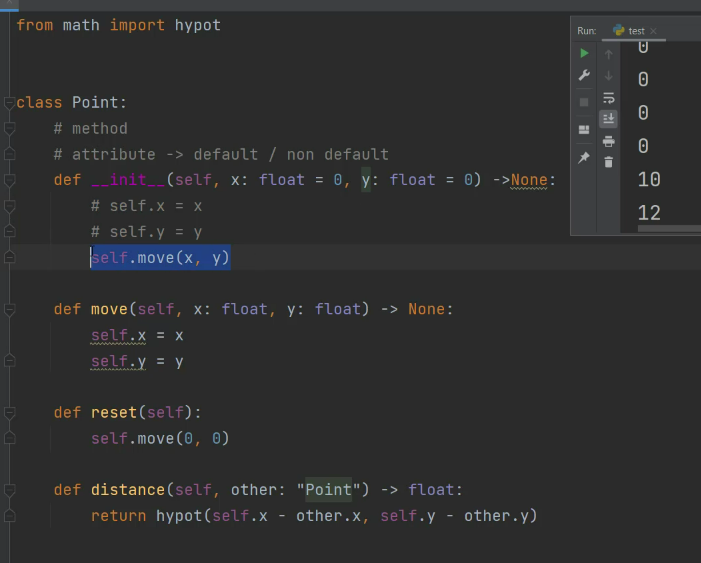 from math import hypot
class Point:
# method
# attribute -> default / non default
def __init__(self, x: float = 0, y: float = 0) ->None:
# self.x = x
# self.y = y
self.move(x, y)
def move(self, x: float, y: float) -> None:
self.x = x
self.y = y
def reset(self):
self.move(0, 0)
def distance(self, other: "Point") -> float:
return hypot(self.x - other.x, self.y - other.y)
Run: test
0
0
0
0
10
12